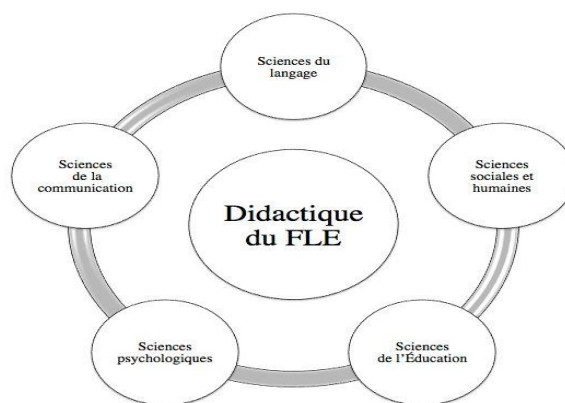 Sciences du
langage
Sciences
de la
communication
Sciences
sociales et
humaines
Didactique
du FLE
Sciences
psychologiques
Sciences
de l'Éducation